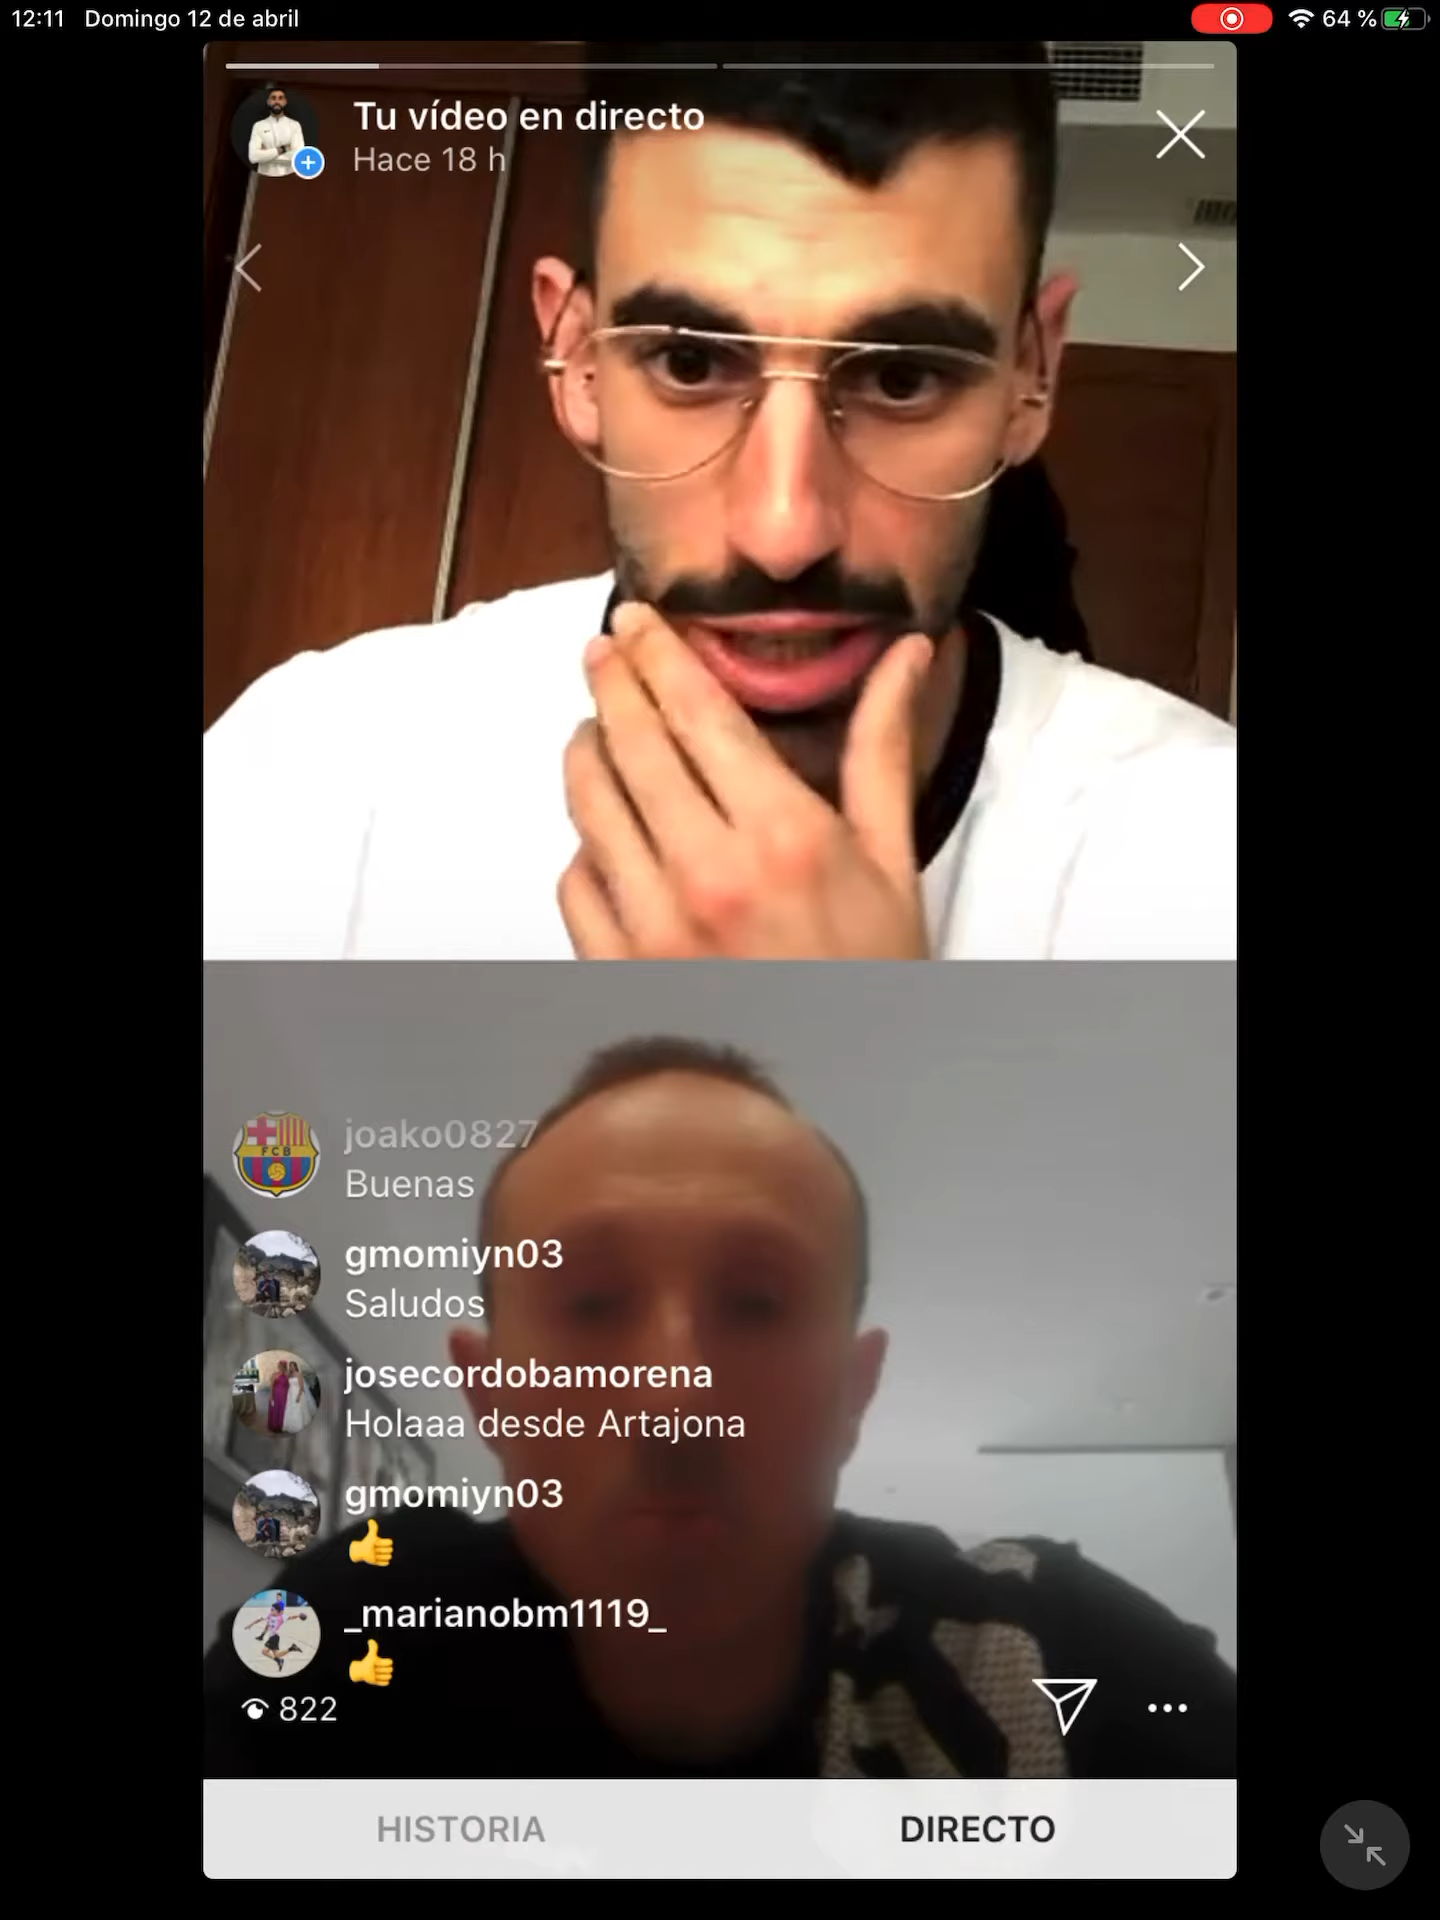 12:11 Domingo 12 de abril
64 %
Tu vídeo en directo
Hace 18 h
joako0827
FCB
Buenas
gmomiyn03
Saludos
josecordobamorena
Holaaa desde Artajona
gmomiyn03
👍
_marianobm1119_
👍
822
HISTORIA
DIRECTO